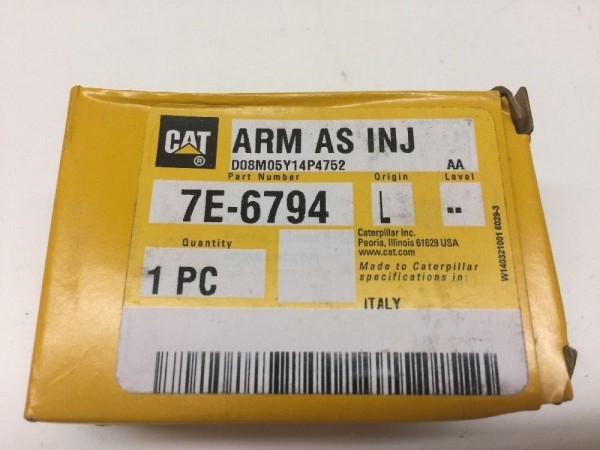 CAT® ARM AS INJ
D08M05Y14P4752 AA
Part Number Origin Level
7E-6794 L --
Caterpillar Inc.
Peoria, Illinois 61629 USA
www.cat.com
Quantity
1 PC
Made to Caterpillar
specifications in:
ITALY
W140321001 6029-3